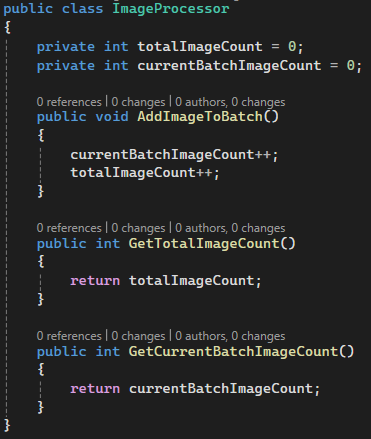 public class ImageProcessor
{
    private int totalImageCount = 0;
    private int currentBatchImageCount = 0;
    0 references | 0 changes | 0 authors, 0 changes
    public void AddImageToBatch()
    {
        currentBatchImageCount++;
        totalImageCount++;
    }
    0 references | 0 changes | 0 authors, 0 changes
    public int GetTotalImageCount()
    {
        return totalImageCount;
    }
    0 references | 0 changes | 0 authors, 0 changes
    public int GetCurrentBatchImageCount()
    {
        return currentBatchImageCount;
    }
}